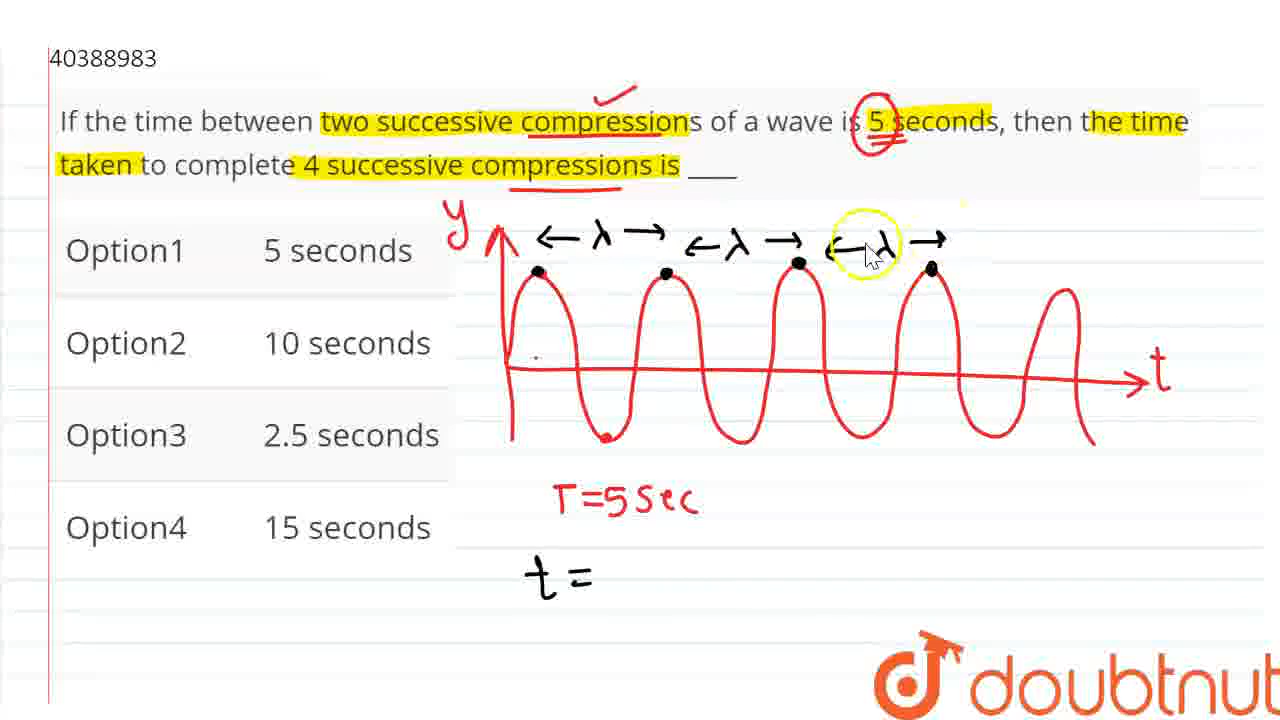 40388983
If the time between two successive compressions of a wave is 5 seconds, then the time
taken to complete 4 successive compressions is ____
y
λ λ λ
Option1 5 seconds
Option2 10 seconds
t
Option3 2.5 seconds
T=5 sec
Option4 15 seconds
t=
doubtnut